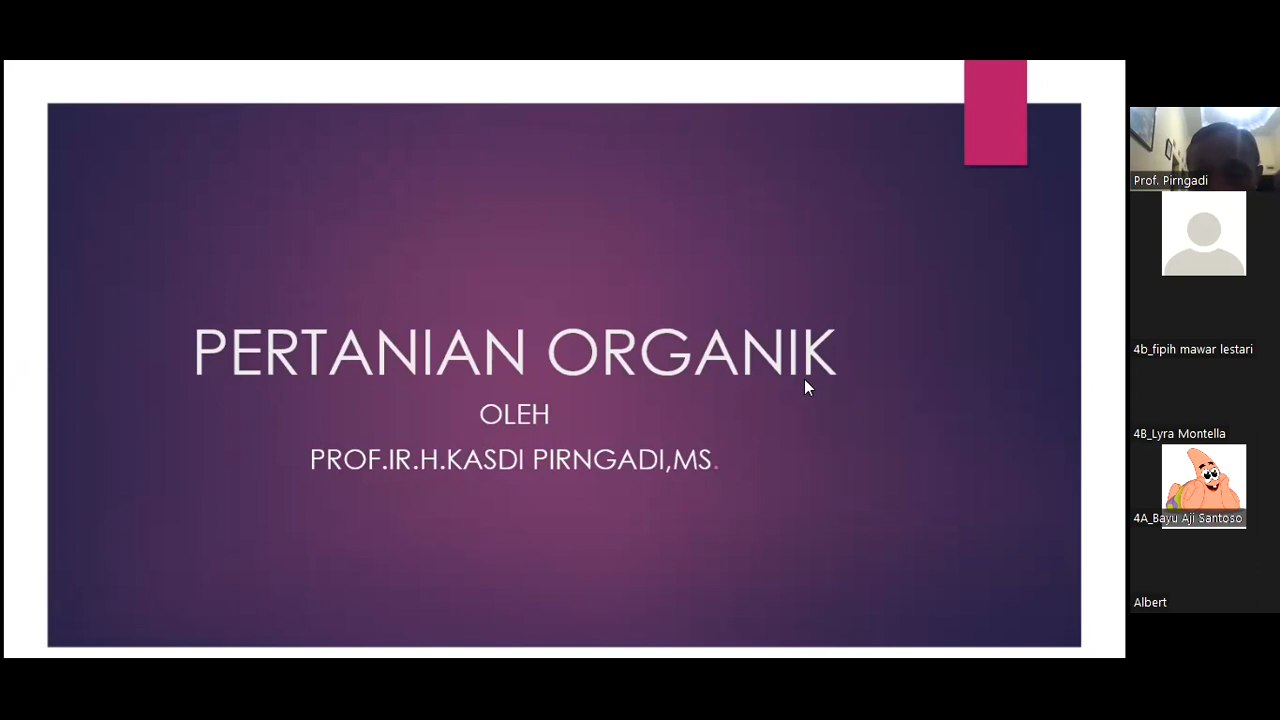 PERTANIAN ORGANIK
OLEH
PROF.IR.H.KASDI PIRNGADI,MS.
Prof. Pirngadi
4b_fipih mawar lestari
4B_Lyra Montella
4A_Bayu Aji Santoso
Albert